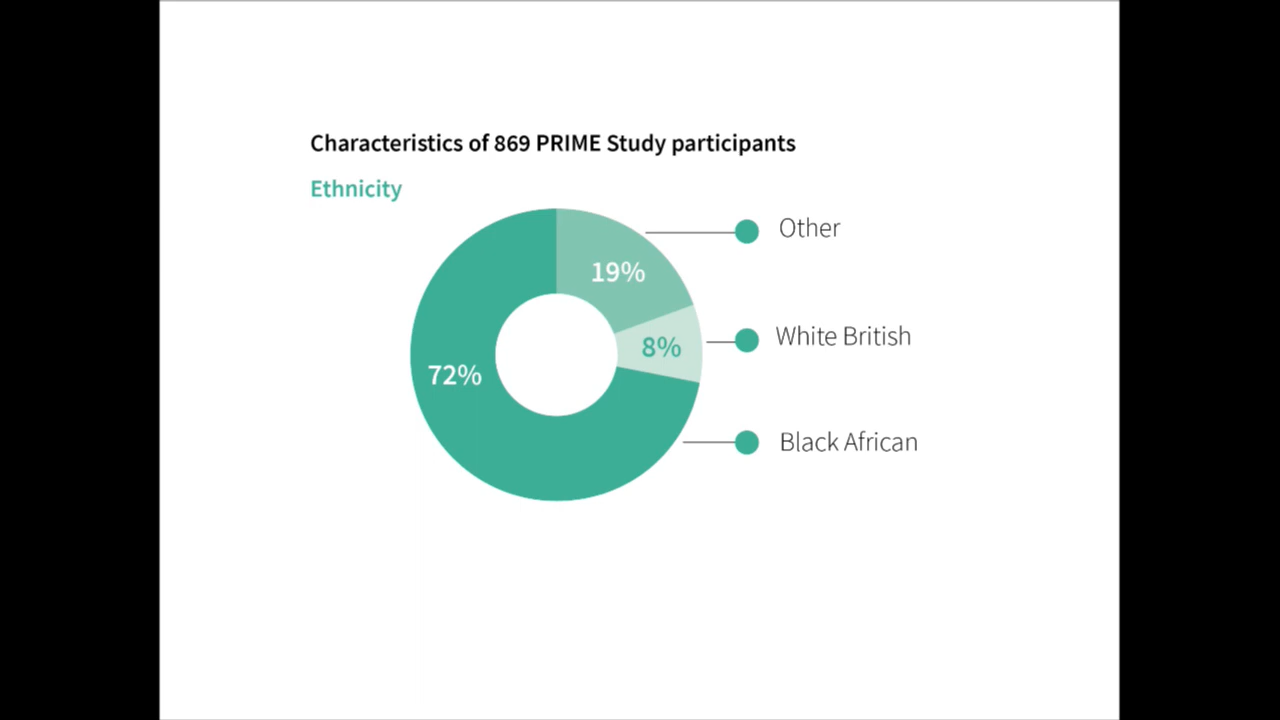 Characteristics of 869 PRIME Study participants
Ethnicity
Other
19%
White British
8%
72%
Black African